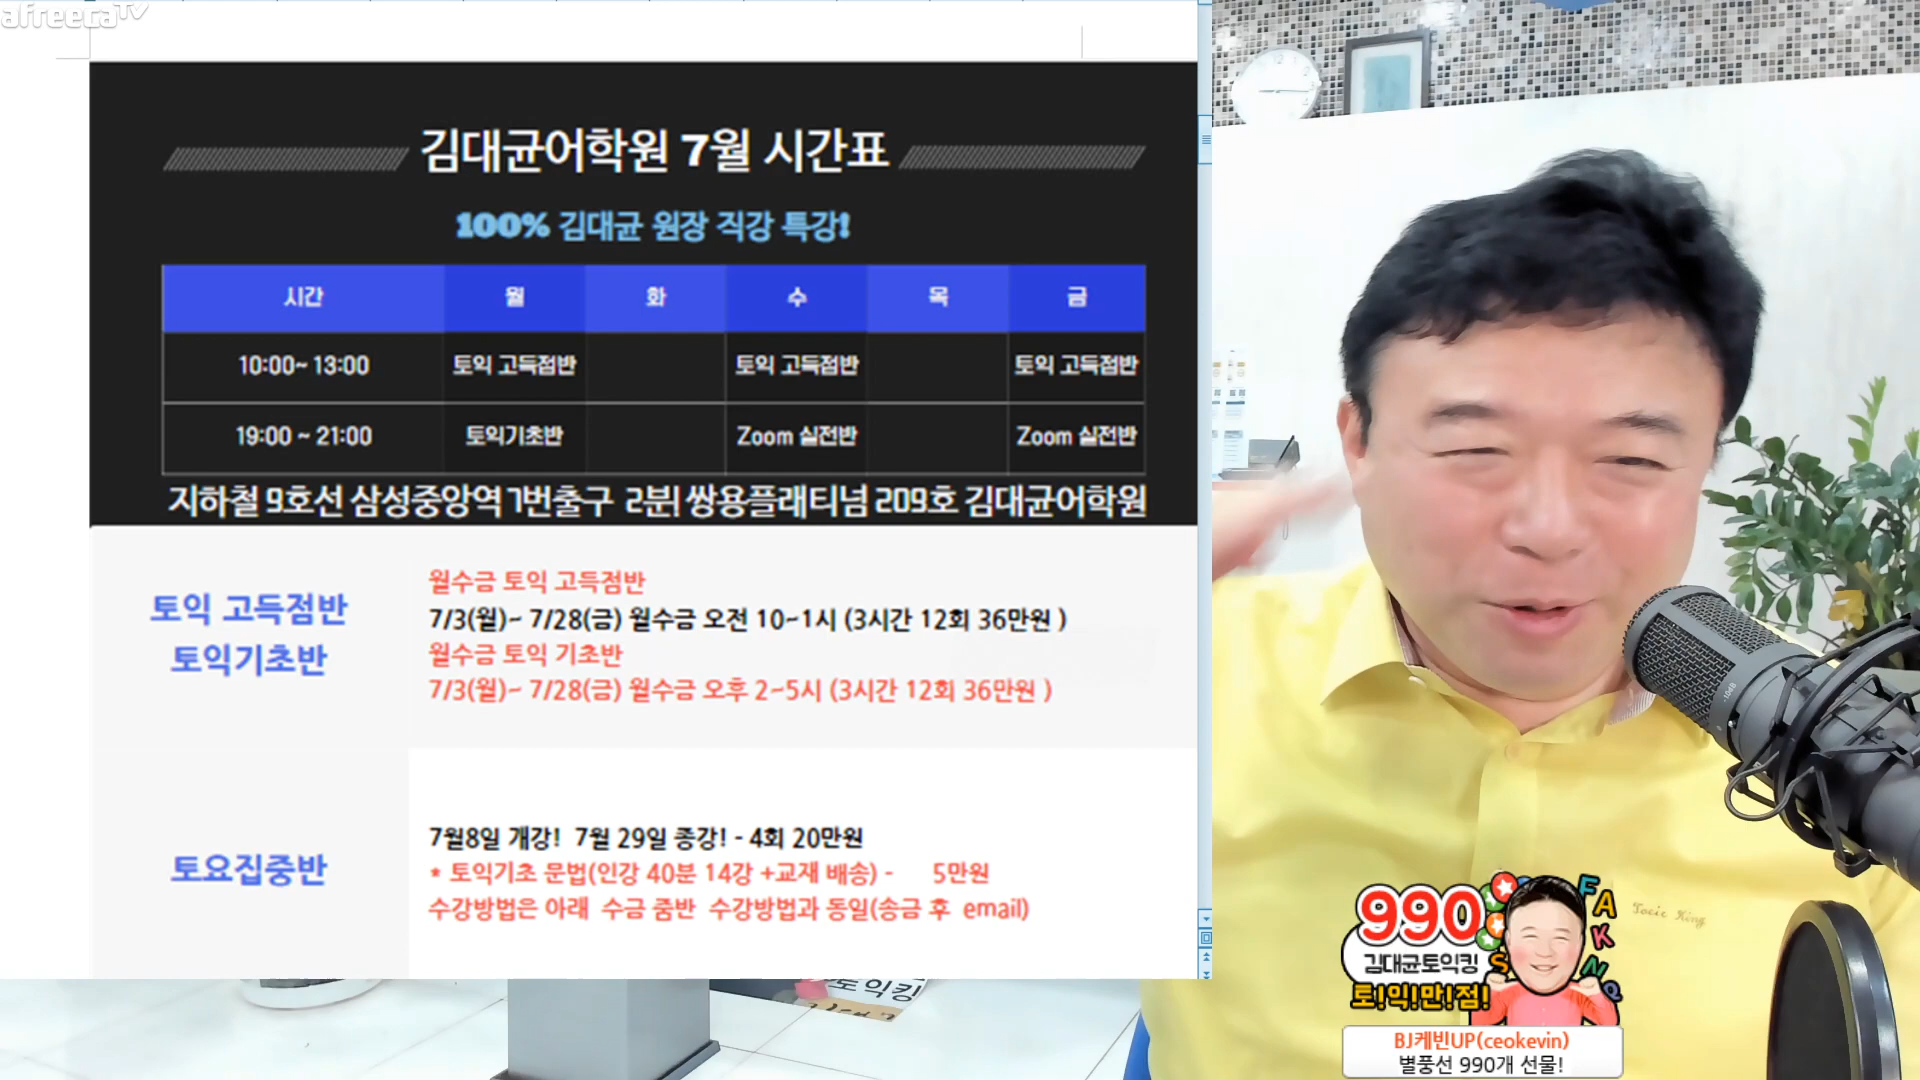 afreecaTV
김대균어학원 7월 시간표
100% 김대균 원장 직강 특강!
시간 월 화 수 목 금
10:00~ 13:00 토익 고득점반 토익 고득점반 토익 고득점반
19:00 ~ 21:00 토익기초반 Zoom 실전반 Zoom 실전반
지하철 9호선 삼성중앙역 1번출구 2분! 쌍용플래티넘 209호 김대균어학원
토익 고득점반
토익기초반
월수금 토익 고득점반
7/3(월)~ 7/28(금) 월수금 오전 10~1시 (3시간 12회 36만원 )
월수금 토익 기초반
7/3(월)~ 7/28(금) 월수금 오후 2~5시 (3시간 12회 36만원 )
토요집중반
7월8일 개강! 7월 29일 종강! - 4회 20만원
* 토익기초 문법(인강 40분 14강 +교재 배송) - 5만원
수강방법은 아래 수금 줌반 수강방법과 동일(송금 후 email)
토익킹
Toeic King
990
김대균토익킹
토!익!만!점!
BJ케빈UP(ceokevin)
별풍선 990개 선물!